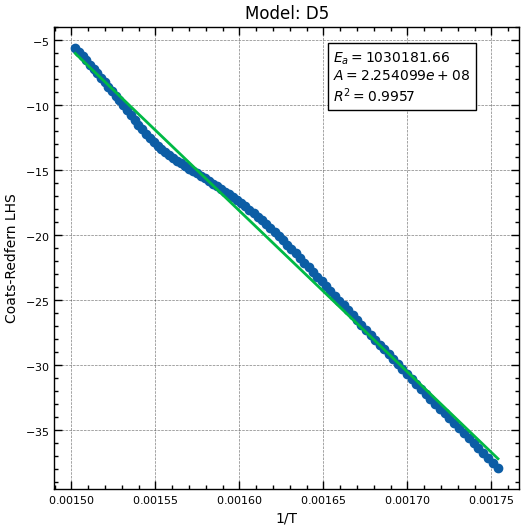 Model: D5
E_a = 1030181.66
A = 2.254099e + 08
R^2 = 0.9957
Coats-Redfern LHS
−5
−10
−15
−20
−25
−30
−35
0.00150 0.00155 0.00160 0.00165 0.00170 0.00175
1/T